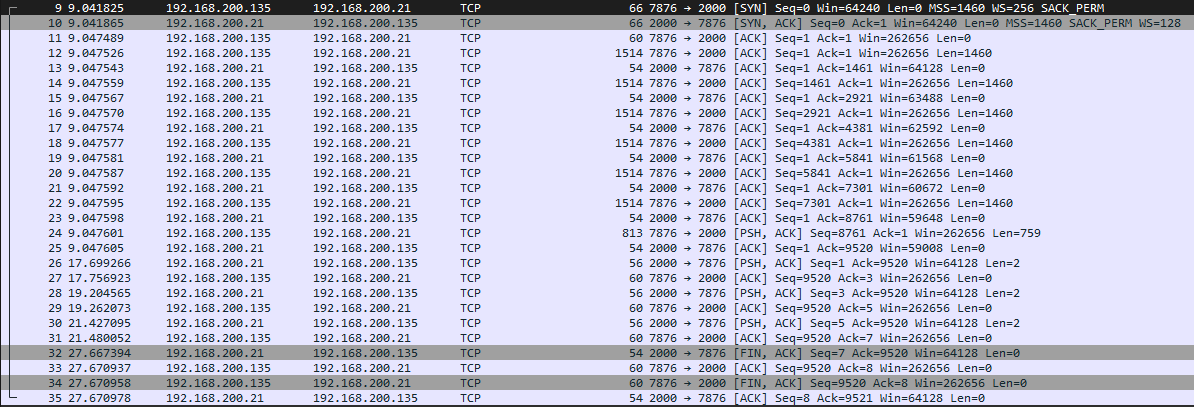 9 9.041825 192.168.200.135 192.168.200.21 TCP 66 7876 → 2000 [SYN] Seq=0 Win=64240 Len=0 MSS=1460 WS=256 SACK_PERM
10 9.041865 192.168.200.21 192.168.200.135 TCP 66 2000 → 7876 [SYN, ACK] Seq=0 Ack=1 Win=64240 Len=0 MSS=1460 SACK_PERM WS=128
11 9.047489 192.168.200.135 192.168.200.21 TCP 60 7876 → 2000 [ACK] Seq=1 Ack=1 Win=262656 Len=0
12 9.047526 192.168.200.135 192.168.200.21 TCP 1514 7876 → 2000 [ACK] Seq=1 Ack=1 Win=262656 Len=1460
13 9.047543 192.168.200.21 192.168.200.135 TCP 54 2000 → 7876 [ACK] Seq=1 Ack=1461 Win=64128 Len=0
14 9.047559 192.168.200.135 192.168.200.21 TCP 1514 7876 → 2000 [ACK] Seq=1461 Ack=1 Win=262656 Len=1460
15 9.047567 192.168.200.21 192.168.200.135 TCP 54 2000 → 7876 [ACK] Seq=1 Ack=2921 Win=63488 Len=0
16 9.047570 192.168.200.135 192.168.200.21 TCP 1514 7876 → 2000 [ACK] Seq=2921 Ack=1 Win=262656 Len=1460
17 9.047574 192.168.200.21 192.168.200.135 TCP 54 2000 → 7876 [ACK] Seq=1 Ack=4381 Win=62592 Len=0
18 9.047577 192.168.200.135 192.168.200.21 TCP 1514 7876 → 2000 [ACK] Seq=4381 Ack=1 Win=262656 Len=1460
19 9.047581 192.168.200.21 192.168.200.135 TCP 54 2000 → 7876 [ACK] Seq=1 Ack=5841 Win=61568 Len=0
20 9.047587 192.168.200.135 192.168.200.21 TCP 1514 7876 → 2000 [ACK] Seq=5841 Ack=1 Win=262656 Len=1460
21 9.047592 192.168.200.21 192.168.200.135 TCP 54 2000 → 7876 [ACK] Seq=1 Ack=7301 Win=60672 Len=0
22 9.047595 192.168.200.135 192.168.200.21 TCP 1514 7876 → 2000 [ACK] Seq=7301 Ack=1 Win=262656 Len=1460
23 9.047598 192.168.200.21 192.168.200.135 TCP 54 2000 → 7876 [ACK] Seq=1 Ack=8761 Win=59648 Len=0
24 9.047601 192.168.200.135 192.168.200.21 TCP 813 7876 → 2000 [PSH, ACK] Seq=8761 Ack=1 Win=262656 Len=759
25 9.047605 192.168.200.21 192.168.200.135 TCP 54 2000 → 7876 [ACK] Seq=1 Ack=9520 Win=59008 Len=0
26 17.699266 192.168.200.21 192.168.200.135 TCP 56 2000 → 7876 [PSH, ACK] Seq=1 Ack=9520 Win=64128 Len=2
27 17.756923 192.168.200.135 192.168.200.21 TCP 60 7876 → 2000 [ACK] Seq=9520 Ack=3 Win=262656 Len=0
28 19.204565 192.168.200.21 192.168.200.135 TCP 56 2000 → 7876 [PSH, ACK] Seq=3 Ack=9520 Win=64128 Len=2
29 19.262073 192.168.200.135 192.168.200.21 TCP 60 7876 → 2000 [ACK] Seq=9520 Ack=5 Win=262656 Len=0
30 21.427095 192.168.200.21 192.168.200.135 TCP 56 2000 → 7876 [PSH, ACK] Seq=5 Ack=9520 Win=64128 Len=2
31 21.480052 192.168.200.135 192.168.200.21 TCP 60 7876 → 2000 [ACK] Seq=9520 Ack=7 Win=262656 Len=0
32 27.667394 192.168.200.21 192.168.200.135 TCP 54 2000 → 7876 [FIN, ACK] Seq=7 Ack=9520 Win=64128 Len=0
33 27.670937 192.168.200.135 192.168.200.21 TCP 60 7876 → 2000 [ACK] Seq=9520 Ack=8 Win=262656 Len=0
34 27.670958 192.168.200.135 192.168.200.21 TCP 60 7876 → 2000 [FIN, ACK] Seq=9520 Ack=8 Win=262656 Len=0
35 27.670978 192.168.200.21 192.168.200.135 TCP 54 2000 → 7876 [ACK] Seq=8 Ack=9521 Win=64128 Len=0